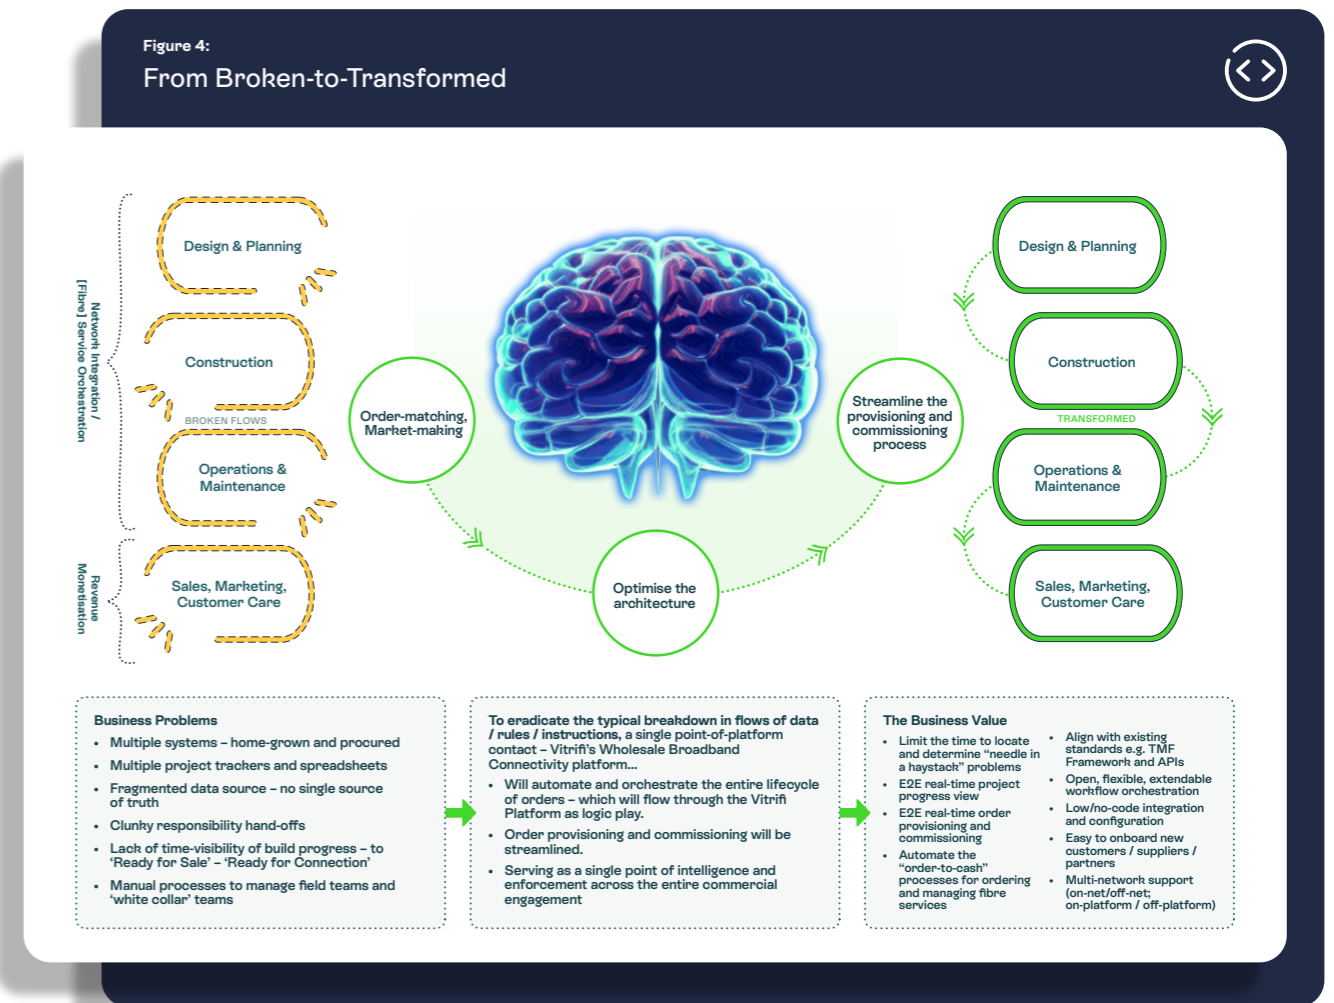 Figure 4:
From Broken-to-Transformed
Network Integration /
[Fibre] Service Orchestration
Revenue
Monetisation
Design & Planning
Construction
BROKEN FLOWS
Operations &
Maintenance
Sales, Marketing,
Customer Care
Order-matching,
Market-making
Optimise the
architecture
Streamline the
provisioning and
commissioning
process
Design & Planning
Construction
TRANSFORMED
Operations &
Maintenance
Sales, Marketing,
Customer Care
Business Problems
• Multiple systems – home-grown and procured
• Multiple project trackers and spreadsheets
• Fragmented data source – no single source
of truth
• Clunky responsibility hand-offs
• Lack of time-visibility of build progress – to
‘Ready for Sale’ – ‘Ready for Connection’
• Manual processes to manage field teams and
‘white collar’ teams
To eradicate the typical breakdown in flows of data
/ rules / instructions, a single point-of-platform
contact – Vitrifi’s Wholesale Broadband
Connectivity platform...
• Will automate and orchestrate the entire lifecycle
of orders – which will flow through the Vitrifi
Platform as logic play.
• Order provisioning and commissioning will be
streamlined.
• Serving as a single point of intelligence and
enforcement across the entire commercial
engagement
The Business Value
• Limit the time to locate
and determine “needle in
a haystack” problems
• E2E real-time project
progress view
• E2E real-time order
provisioning and
commissioning
• Automate the
“order-to-cash”
processes for ordering
and managing fibre
services
• Align with existing
standards e.g. TMF
Framework and APIs
• Open, flexible, extendable
workflow orchestration
• Low/no-code integration
and configuration
• Easy to onboard new
customers / suppliers /
partners
• Multi-network support
(on-net/off-net;
on-platform / off-platform)